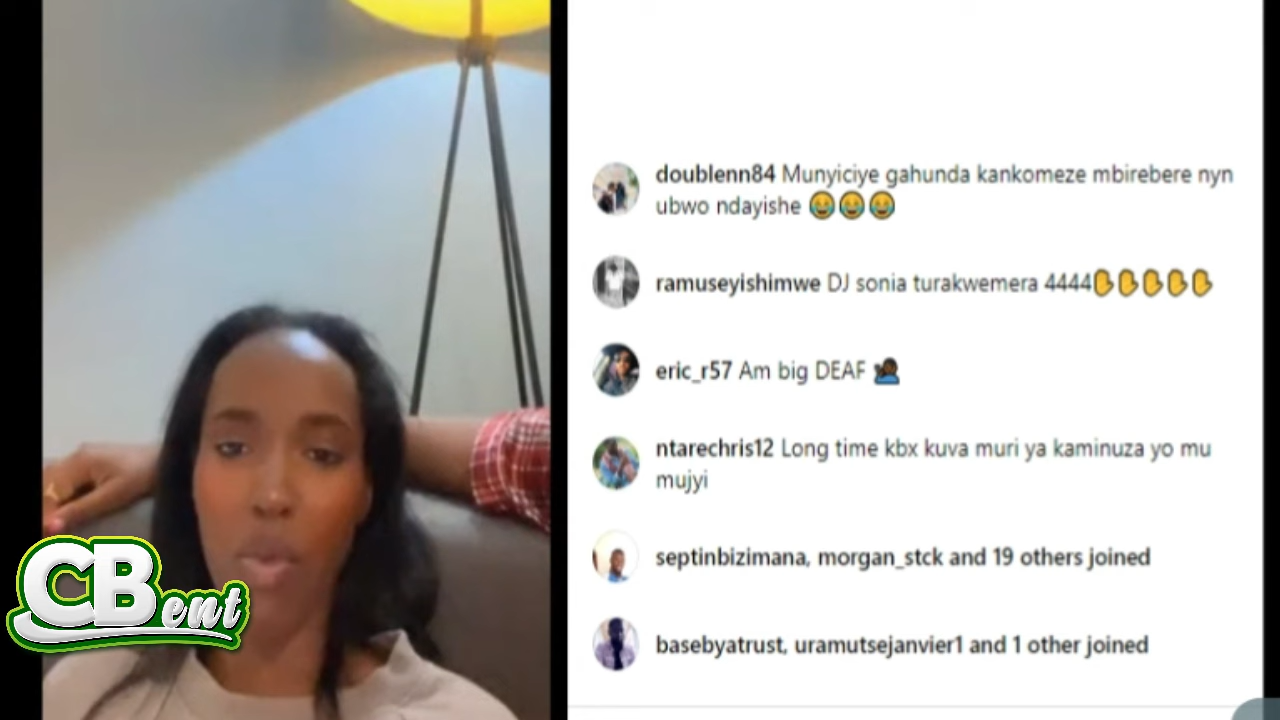 doublenn84 Munyiciye gahunda kankomeze mbirebere nyn
ubwo ndayishe 😂😂😂
ramuseyishimwe DJ sonia turakwemera 4444✋✋✋✋✋
eric_r57 Am big DEAF 🧏🏿
ntarechris12 Long time kbx kuva muri ya kaminuza yo mu
mujyi
septinbizimana, morgan_stck and 19 others joined
basebyatrust, uramutsejanvier1 and 1 other joined
CB ent